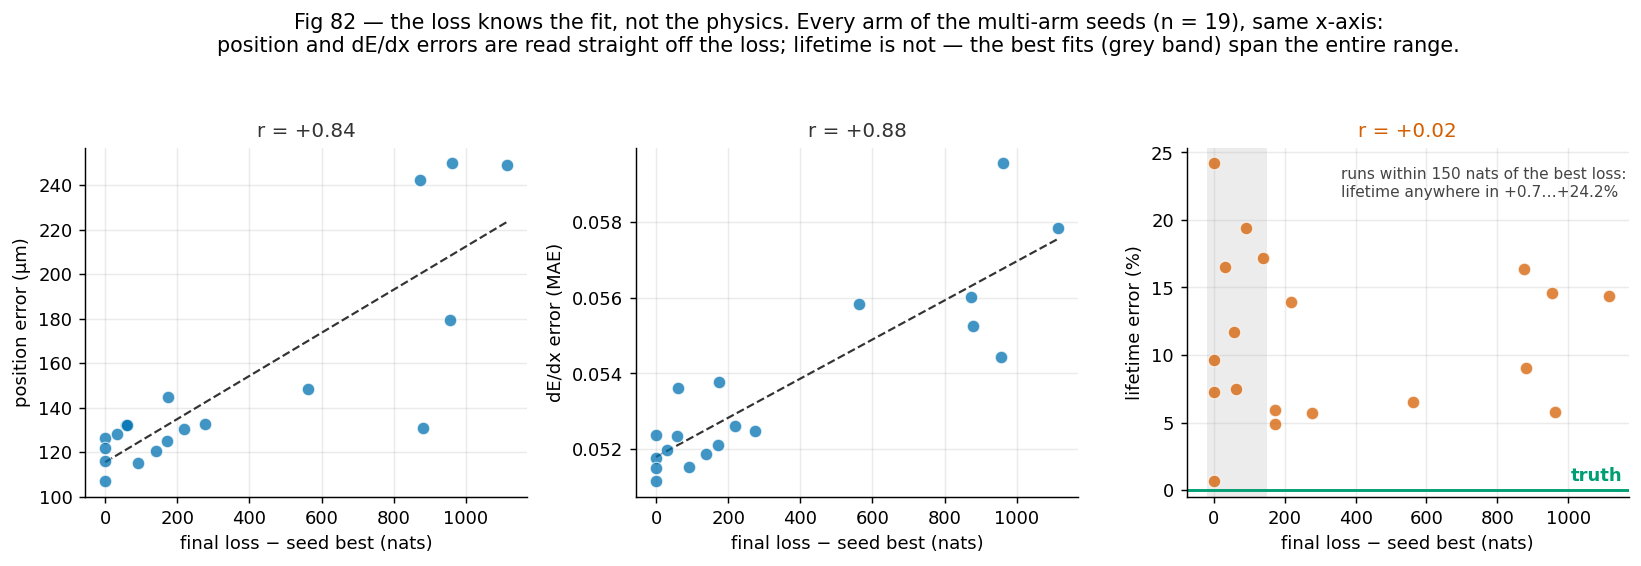 Fig 82 — the loss knows the fit, not the physics. Every arm of the multi-arm seeds (n = 19), same x-axis:
position and dE/dx errors are read straight off the loss; lifetime is not — the best fits (grey band) span the entire range.
r = +0.84
position error (µm)
240
220
200
180
160
140
120
100
0 200 400 600 800 1000
final loss − seed best (nats)
r = +0.88
dE/dx error (MAE)
0.058
0.056
0.054
0.052
0 200 400 600 800 1000
final loss − seed best (nats)
r = +0.02
lifetime error (%)
25
20
15
10
5
0
runs within 150 nats of the best loss:
lifetime anywhere in +0.7...+24.2%
truth
0 200 400 600 800 1000
final loss − seed best (nats)